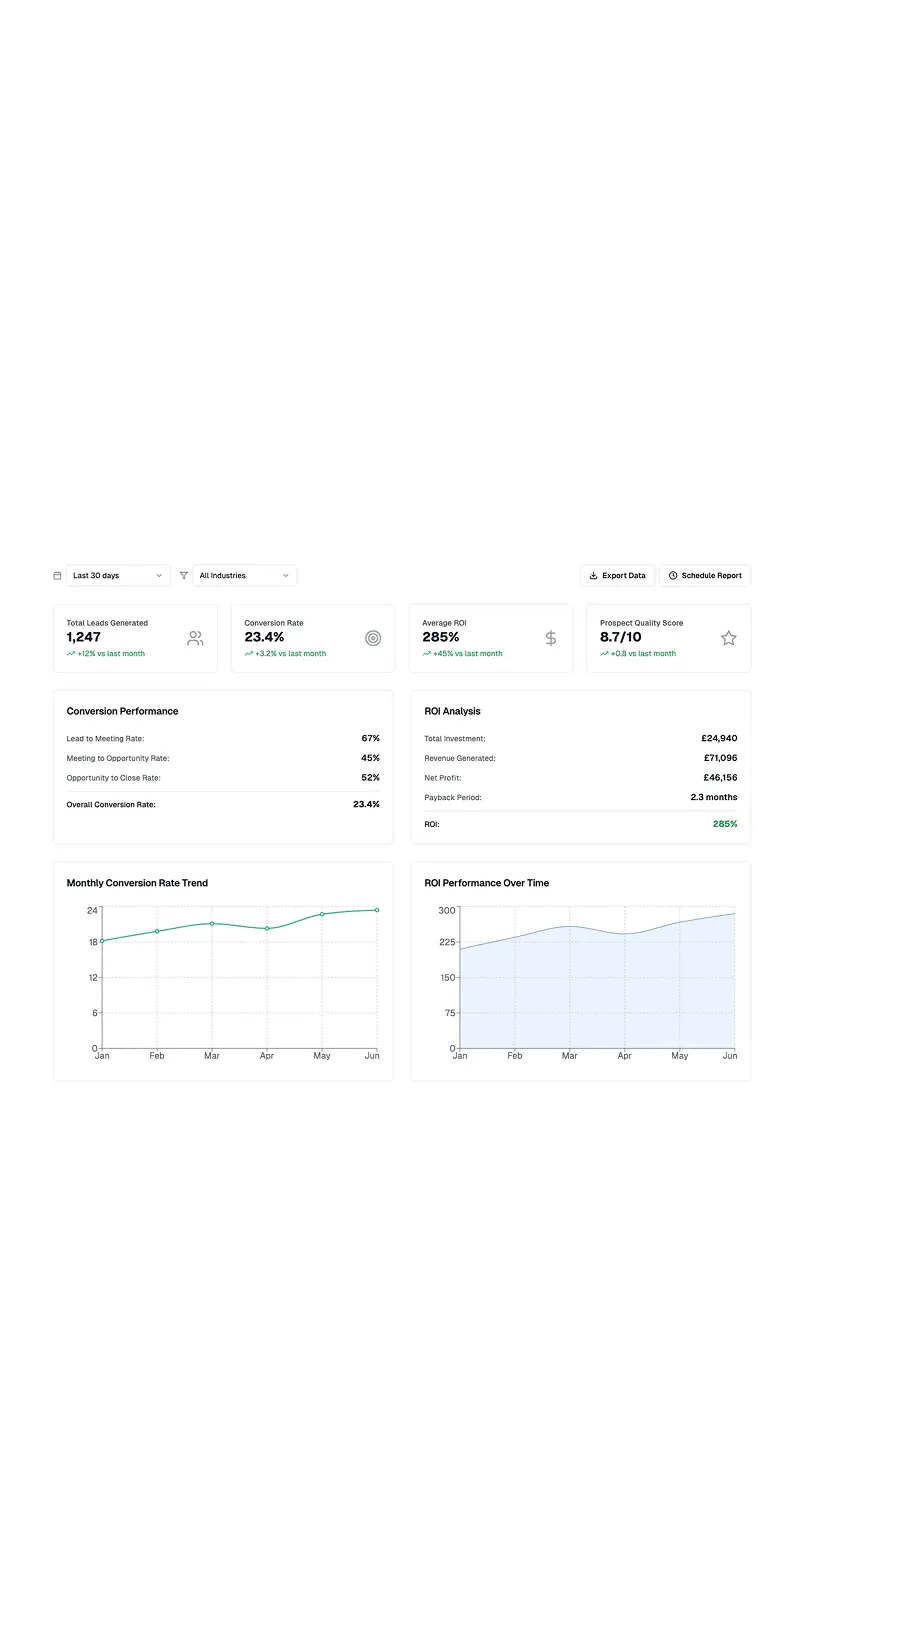 Last 30 days
All Industries
Export Data
Schedule Report
Total Leads Generated
1,247
+12% vs last month
Conversion Rate
23.4%
+3.2% vs last month
Average ROI
285%
+45% vs last month
Prospect Quality Score
8.7/10
+0.8 vs last month
Conversion Performance
Lead to Meeting Rate: 67%
Meeting to Opportunity Rate: 45%
Opportunity to Close Rate: 52%
Overall Conversion Rate: 23.4%
ROI Analysis
Total Investment: £24,940
Revenue Generated: £71,096
Net Profit: £46,156
Payback Period: 2.3 months
ROI: 285%
Monthly Conversion Rate Trend
24
18
12
6
0
Jan Feb Mar Apr May Jun
ROI Performance Over Time
300
225
150
75
0
Jan Feb Mar Apr May Jun